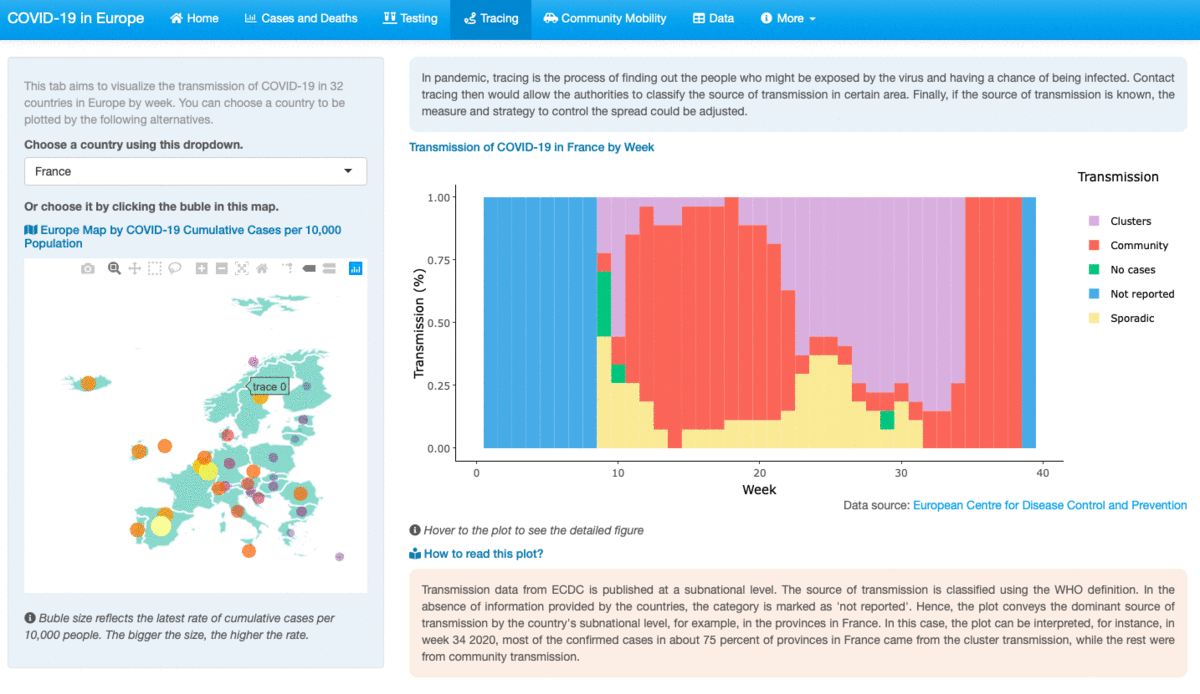 COVID-19 in Europe Home Cases and Deaths Testing Tracing Community Mobility Data More
This tab aims to visualize the transmission of COVID-19 in 32
countries in Europe by week. You can choose a country to be
plotted by the following alternatives.
Choose a country using this dropdown.
France
Or choose it by clicking the buble in this map.
Europe Map by COVID-19 Cumulative Cases per 10,000
Population
trace 0
Buble size reflects the latest rate of cumulative cases per
10,000 people. The bigger the size, the higher the rate.
In pandemic, tracing is the process of finding out the people who might be exposed by the virus and having a chance of being infected. Contact
tracing then would allow the authorities to classify the source of transmission in certain area. Finally, if the source of transmission is known, the
measure and strategy to control the spread could be adjusted.
Transmission of COVID-19 in France by Week
Transmission (%)
1.00
0.75
0.50
0.25
0.00
0 10 20 30 40
Week
Transmission
Clusters
Community
No cases
Not reported
Sporadic
Data source: European Centre for Disease Control and Prevention
Hover to the plot to see the detailed figure
How to read this plot?
Transmission data from ECDC is published at a subnational level. The source of transmission is classified using the WHO definition. In the
absence of information provided by the countries, the category is marked as 'not reported'. Hence, the plot conveys the dominant source of
transmission by the country's subnational level, for example, in the provinces in France. In this case, the plot can be interpreted, for instance, in
week 34 2020, most of the confirmed cases in about 75 percent of provinces in France came from the cluster transmission, while the rest were
from community transmission.